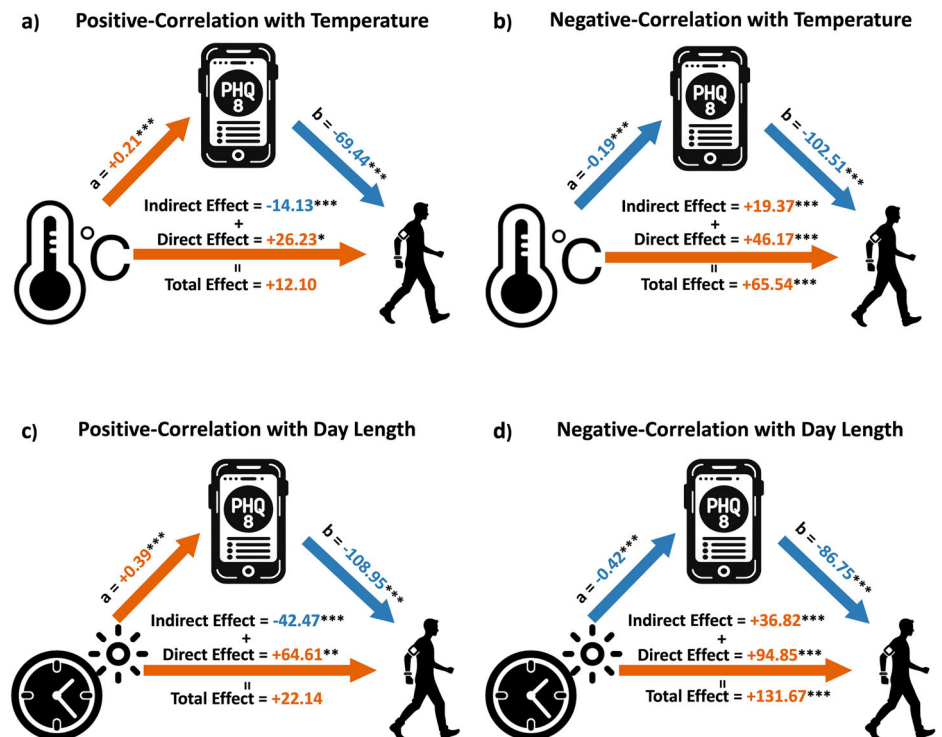 a) Positive-Correlation with Temperature
PHQ
8
a = +0.21***
b = -69.44***
Indirect Effect = -14.13***
+
Direct Effect = +26.23*
°C
=
Total Effect = +12.10
b) Negative-Correlation with Temperature
PHQ
8
a = -0.19***
b = -102.51***
Indirect Effect = +19.37***
+
Direct Effect = +46.17***
°C
=
Total Effect = +65.54***
c) Positive-Correlation with Day Length
PHQ
8
a = +0.39***
b = -108.95***
Indirect Effect = -42.47***
+
Direct Effect = +64.61**
=
Total Effect = +22.14
d) Negative-Correlation with Day Length
PHQ
8
a = -0.42***
b = -86.75***
Indirect Effect = +36.82***
+
Direct Effect = +94.85***
=
Total Effect = +131.67***